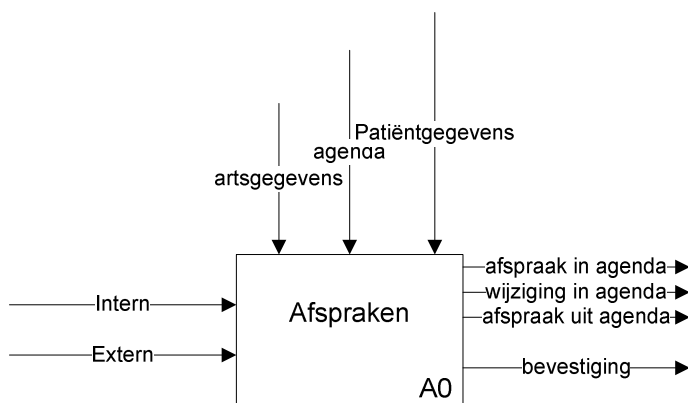 Patiëntgegevens
agenda
artsgegevens
afspraak in agenda
wijziging in agenda
Intern
Afspraken
afspraak uit agenda
Extern
bevestiging
A0